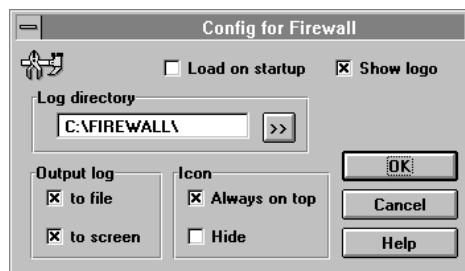 Config for Firewall
Load on startup
Show logo
Log directory
C:\FIREWALL\
>>
Output log
to file
to screen
Icon
Always on top
Hide
OK
Cancel
Help